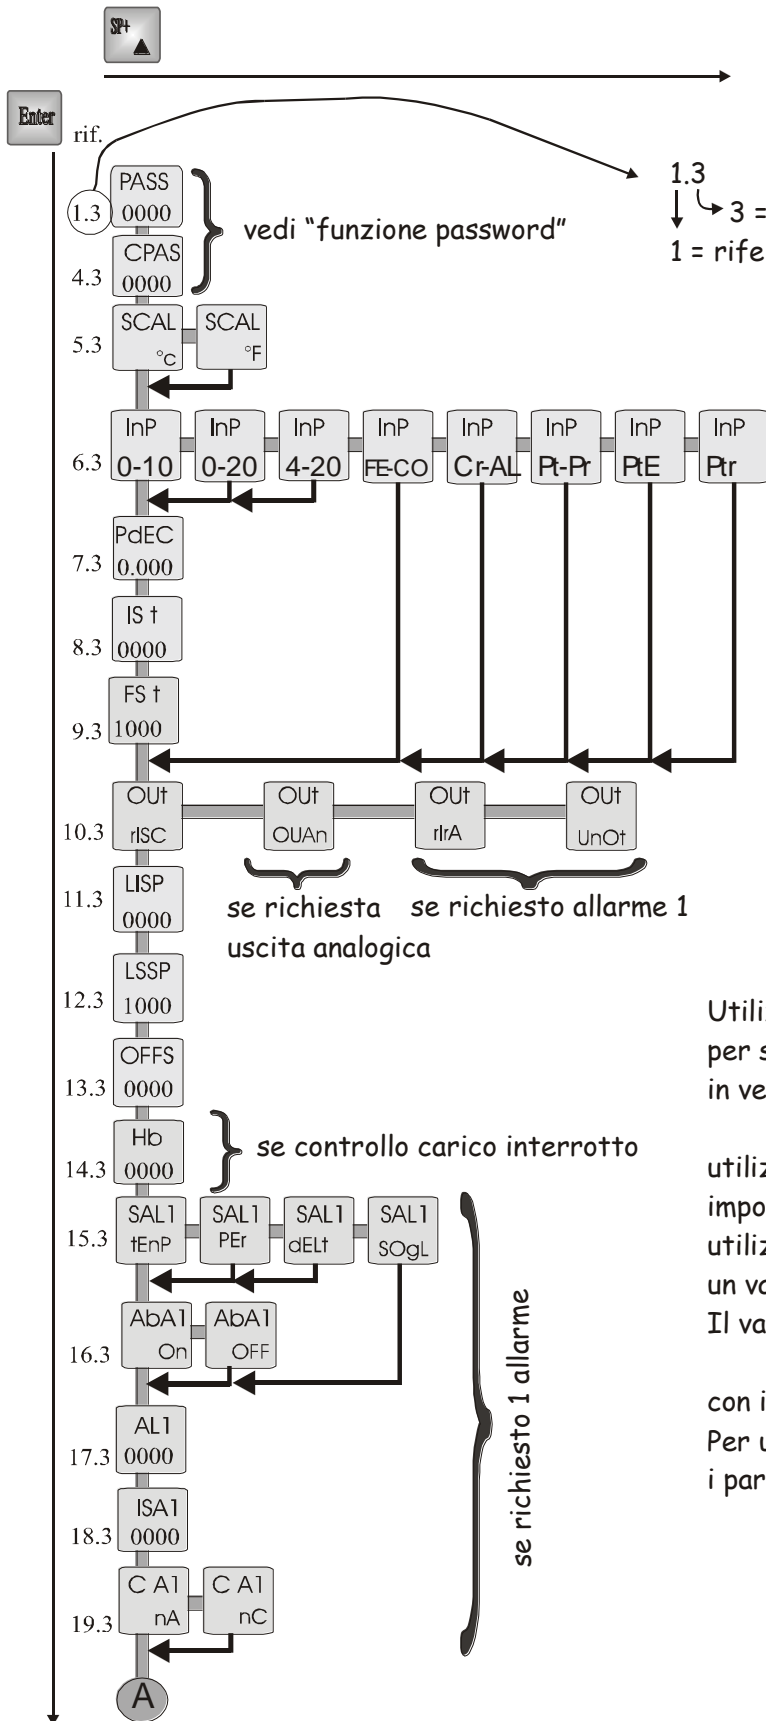 SP+
Enter
rif.
1.3
PASS
0000
1.3
3 =
1 = rife
vedi “funzione password”
4.3
CPAS
0000
5.3
SCAL
°c
SCAL
°F
6.3
InP
0-10
InP
0-20
InP
4-20
InP
FE-CO
InP
Cr-AL
InP
Pt-Pr
InP
PtE
InP
Ptr
7.3
PdEC
0.000
8.3
IS t
0000
9.3
FS t
1000
10.3
OUt
rISC
OUt
OUAn
OUt
rIrA
OUt
UnOt
se richiesta
uscita analogica
se richiesto allarme 1
11.3
LISP
0000
12.3
LSSP
1000
13.3
OFFS
0000
14.3
Hb
0000
se controllo carico interrotto
15.3
SAL1
tEnP
SAL1
PEr
SAL1
dELt
SAL1
SOgL
16.3
AbA1
On
AbA1
OFF
17.3
AL1
0000
18.3
ISA1
0000
19.3
C A1
nA
C A1
nC
se richiesto 1 allarme
A
Utili
per s
in ve
utiliz
impo
utiliz
un va
Il va
con i
Per u
i par